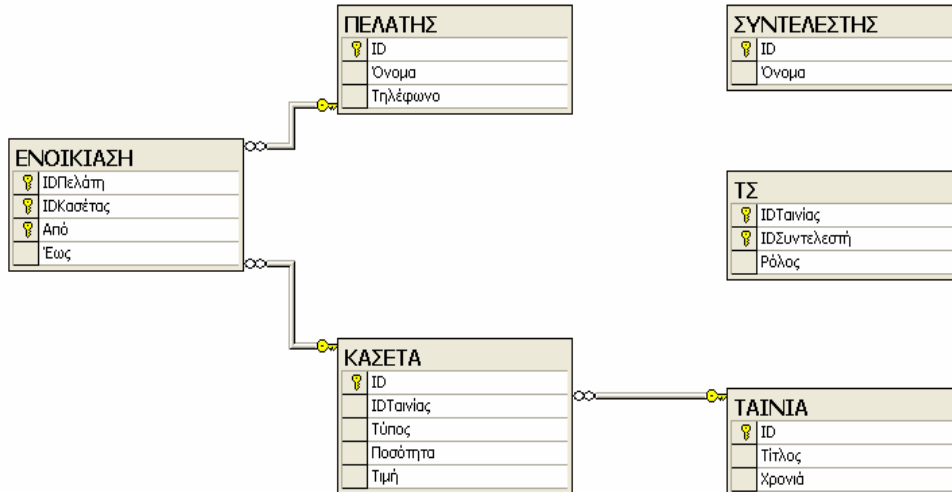 ΠΕΛΑΤΗΣ
ID
Όνομα
Τηλέφωνο
ΣΥΝΤΕΛΕΣΤΗΣ
ID
Όνομα
ΕΝΟΙΚΙΑΣΗ
IDΠελάτη
IDΚασέτας
Από
Έως
ΤΣ
IDΤαινίας
IDΣυντελεστή
Ρόλος
ΚΑΣΕΤΑ
ID
IDΤαινίας
Τύπος
Ποσότητα
Τιμή
ΤΑΙΝΙΑ
ID
Τίτλος
Χρονιά